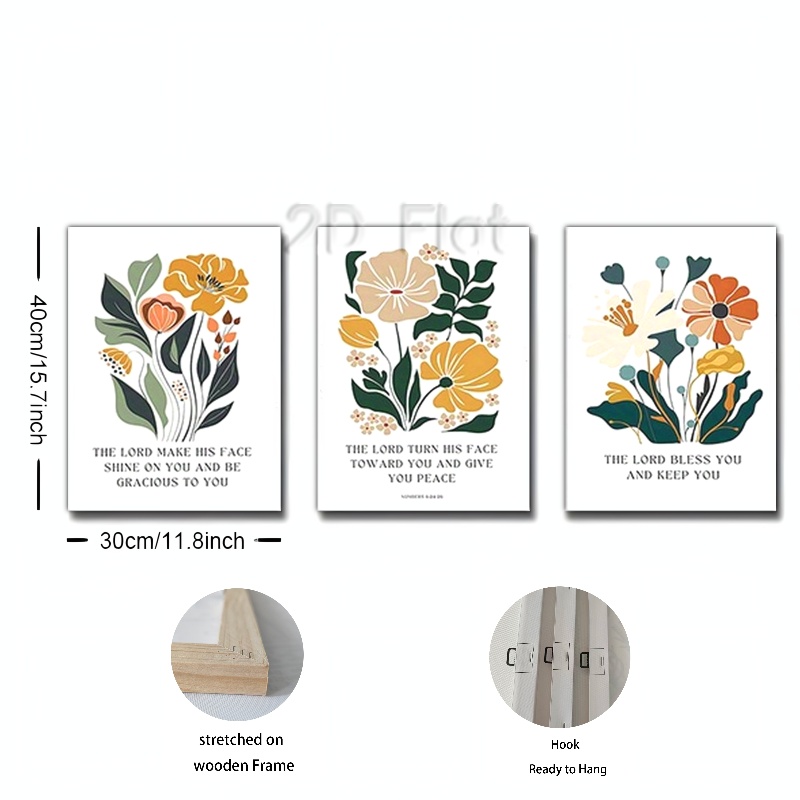 2D Flat
40cm/15.7inch
THE LORD MAKE HIS FACE
SHINE ON YOU AND BE
GRACIOUS TO YOU
THE LORD TURN HIS FACE
TOWARD YOU AND GIVE
YOU PEACE
THE LORD BLESS YOU
AND KEEP YOU
30cm/11.8inch
stretched on
wooden Frame
Hook
Ready to Hang